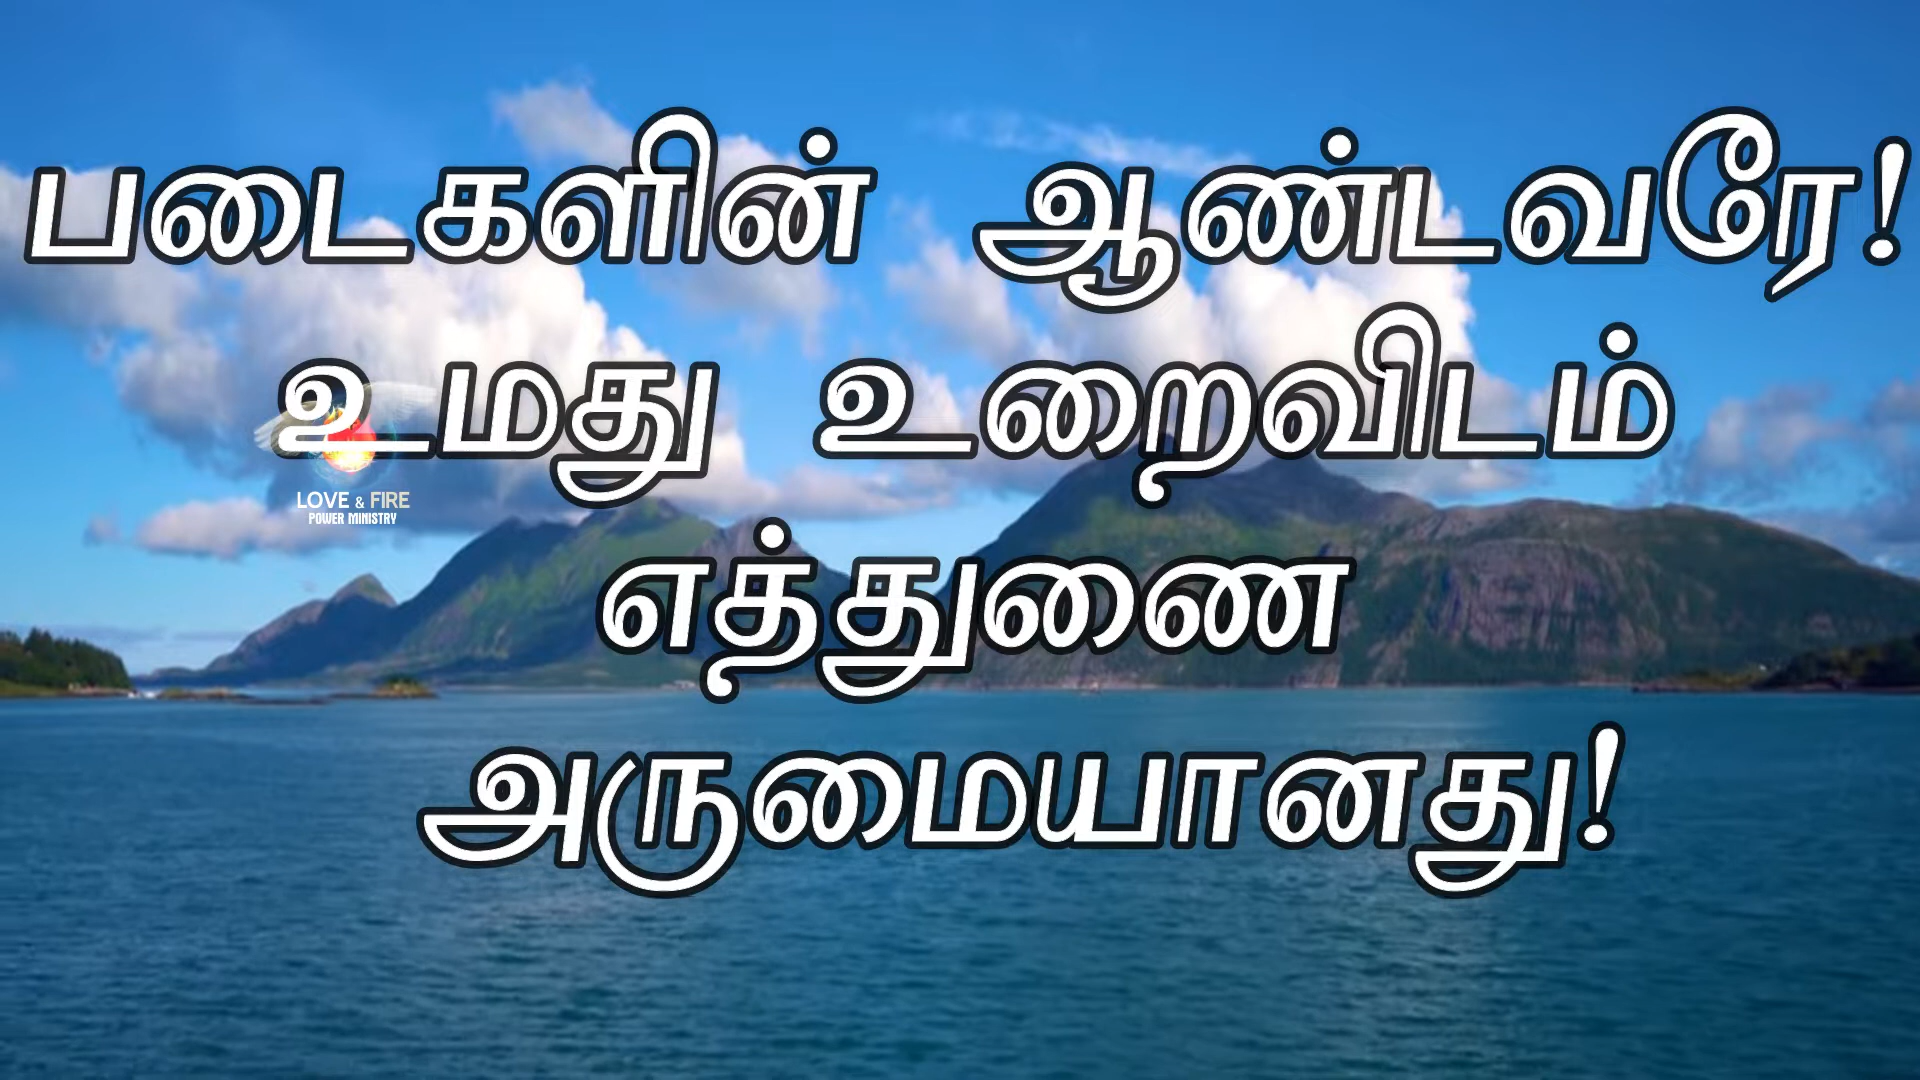 படைகளின் ஆண்டவரே!
உமது உறைவிடம்
LOVE & FIRE
POWER MINISTRY
எத்துணை
அருமையானது!